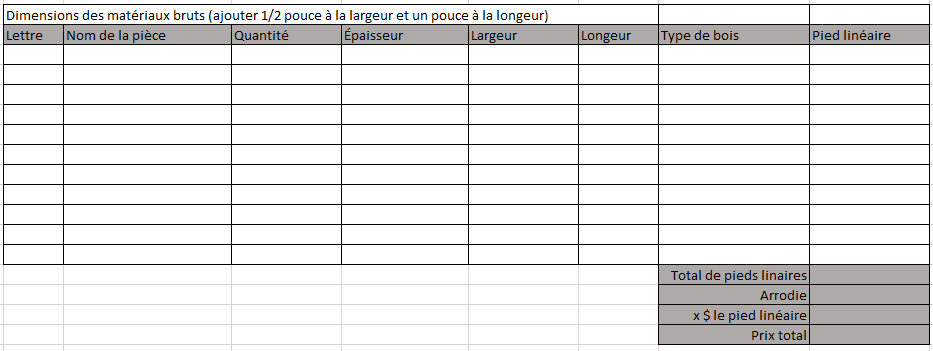 Dimensions des matériaux bruts (ajouter 1/2 pouce à la largeur et un pouce à la longeur)
Lettre Nom de la pièce Quantité Épaisseur Largeur Longeur Type de bois Pied linéaire
Total de pieds linaires
Arrodie
x $ le pied linéaire
Prix total